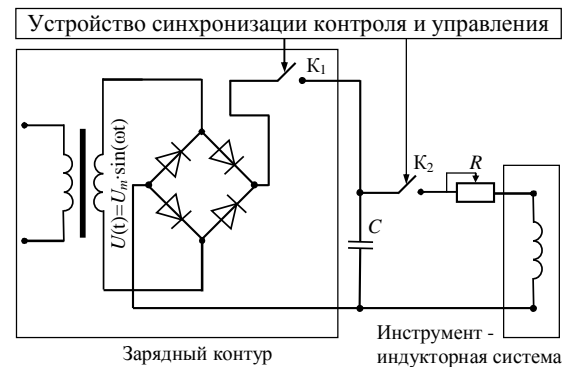 Устройство синхронизации контроля и управления
K₁
U(t)=Uₘ·sin(ωt)
K₂
R
C
Зарядный контур
Инструмент -
индукторная система